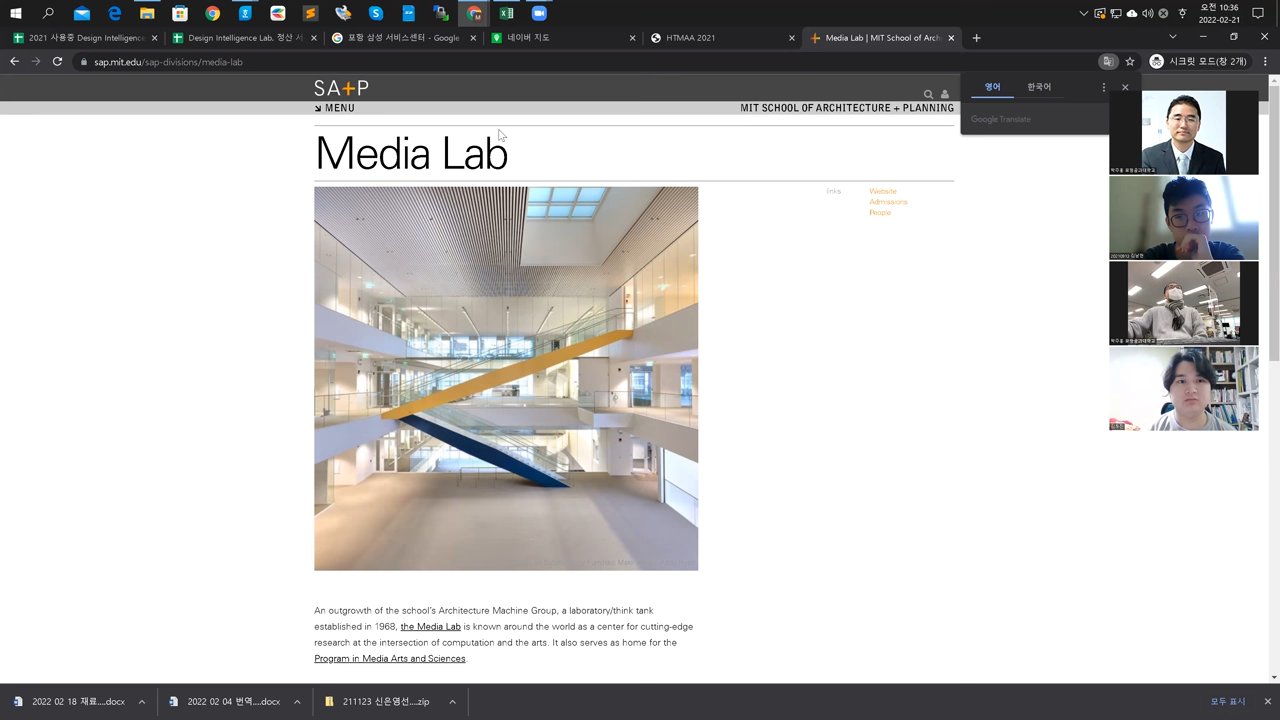 오전 10:36
2022-02-21
2021 사용중 Design Intelligence
Design Intelligence Lab. 정산 서
포항 삼성 서비스센터 - Google
네이버 지도
HTMAA 2021
Media Lab | MIT School of Arch
sap.mit.edu/sap-divisions/media-lab
시크릿 모드(창 2개)
SA+P
영어
한국어
MENU
MIT SCHOOL OF ARCHITECTURE + PLANNING
Google Translate
Media Lab
links
Website
Admissions
People
An outgrowth of the school's Architecture Machine Group, a laboratory/think tank
established in 1968, the Media Lab is known around the world as a center for cutting-edge
research at the intersection of computation and the arts. It also serves as home for the
Program in Media Arts and Sciences.
2022 02 18 재료....docx
2022 02 04 번역....docx
211123 신은영선....zip
모두 표시